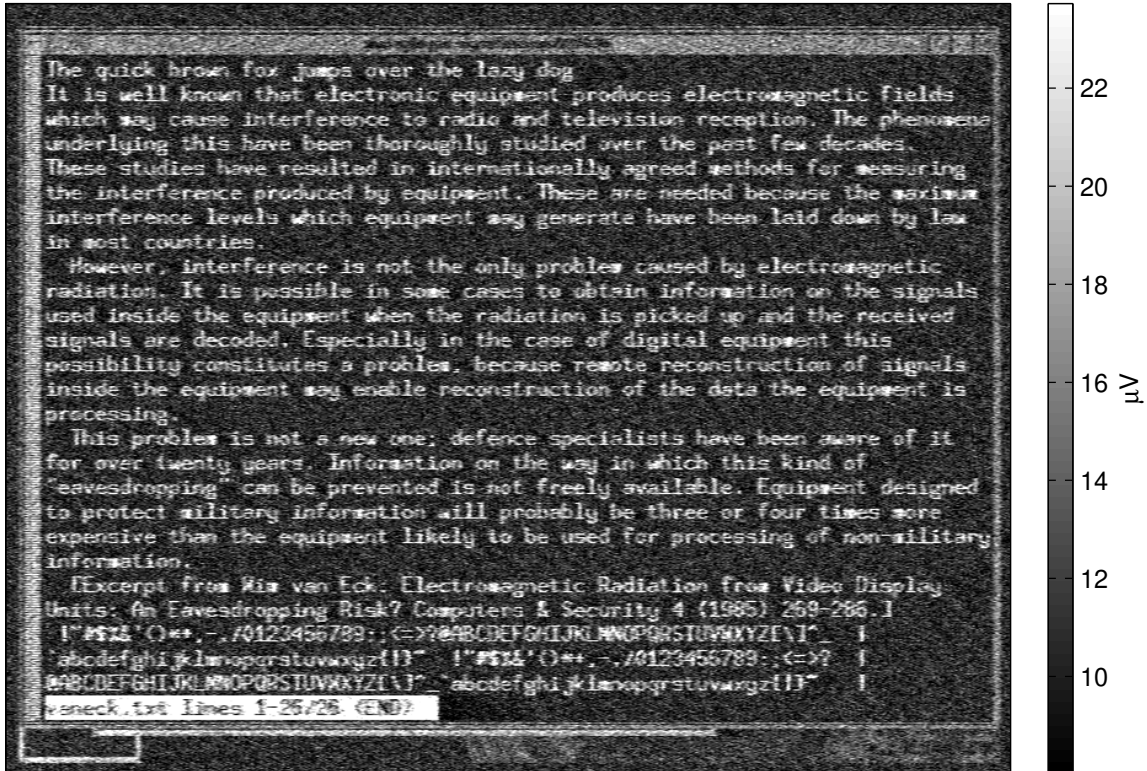 The quick brown fox jumps over the lazy dog
It is well known that electronic equipment produces electromagnetic fields
which may cause interference to radio and television reception. The phenomena
underlying this have been thoroughly studied over the past few decades.
These studies have resulted in internationally agreed methods for measuring
the interference produced by equipment. These are needed because the maximum
interference levels which equipment may generate have been laid down by law
in most countries.
However, interference is not the only problem caused by electromagnetic
radiation. It is possible in some cases to obtain information on the signals
used inside the equipment when the radiation is picked up and the received
signals are decoded. Especially in the case of digital equipment this
possibility constitutes a problem, because remote reconstruction of signals
inside the equipment may enable reconstruction of the data the equipment is
processing.
This problem is not a new one; defence specialists have been aware of it
for over twenty years. Information on the way in which this kind of
"eavesdropping" can be prevented is not freely available. Equipment designed
to protect military information will probably be three or four times more
expensive than the equipment likely to be used for processing of non-military
information.
[Excerpt from Wim van Eck: Electromagnetic Radiation from Video Display
Units: An Eavesdropping Risk? Computers & Security 4 (1985) 269-286.]
!"#$%&'()*+,-./0123456789:;<=>?@ABCDEFGHIJKLMNOPQRSTUVWXYZ[\]^_ |
`abcdefghijklmnopqrstuvwxyz{|}~ !"#$%&'()*+,-./0123456789:;<=>? |
@ABCDEFGHIJKLMNOPQRSTUVWXYZ[\]^ abcdefghijklmnopqrstuvwxyz{|}~ |
vaneck.txt lines 1-26/26 (END)
22
20
18
16
14
12
10
µV